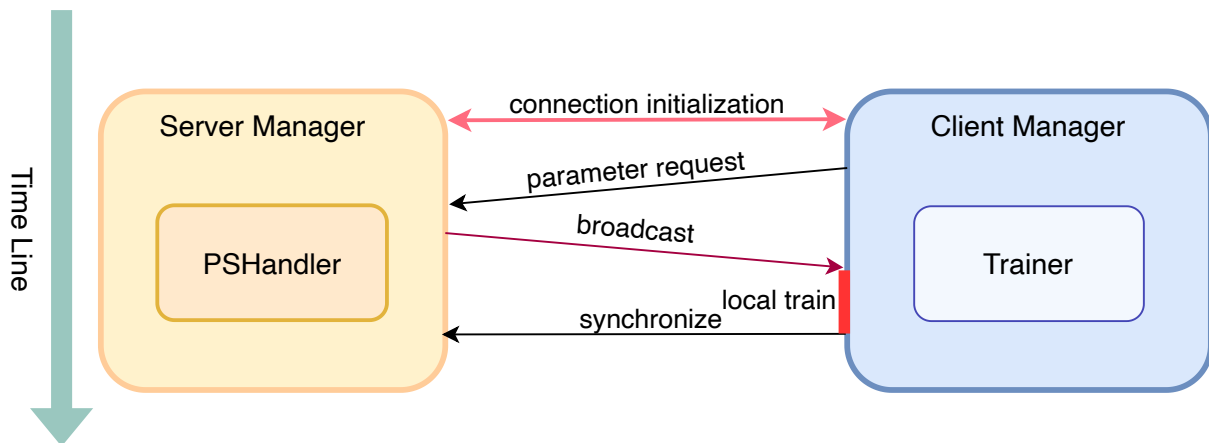 Time Line
Server Manager
PSHandler
connection initialization
parameter request
broadcast
local train
synchronize
Client Manager
Trainer